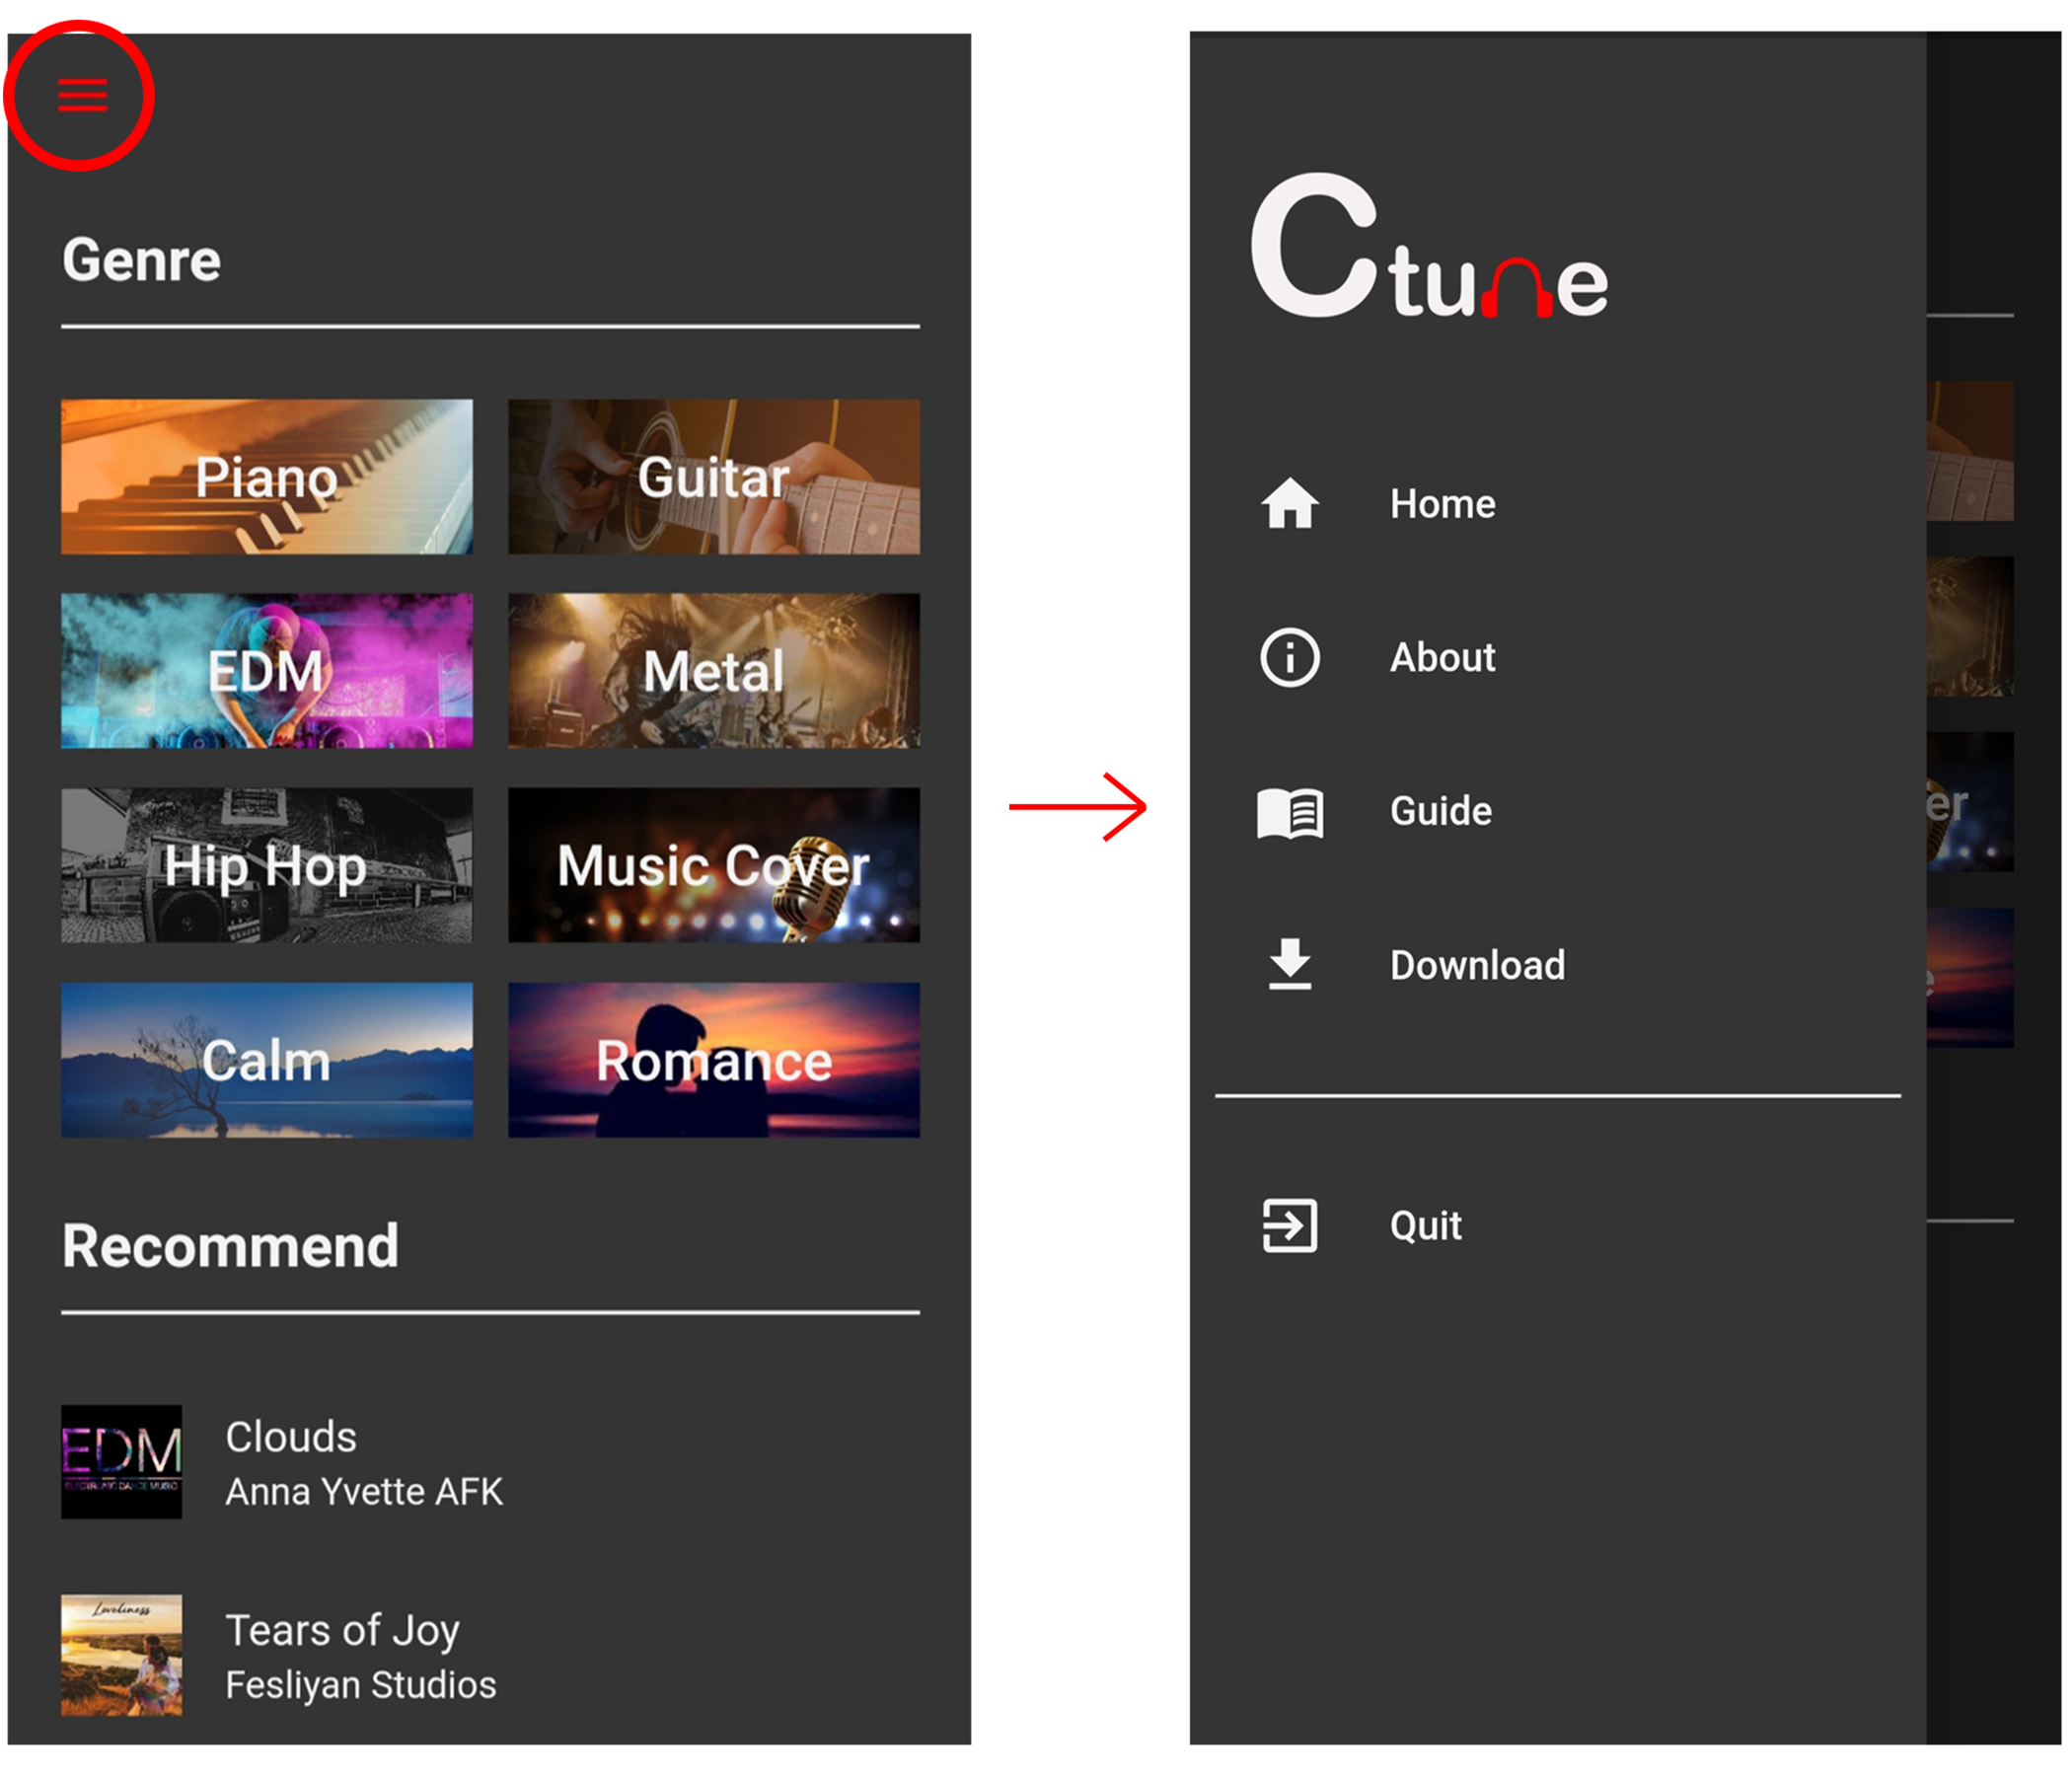 Genre
Piano
Guitar
EDM
Metal
Hip Hop
Music Cover
Calm
Romance
Recommend
EDM
ELECTRONIC DANCE MUSIC
Clouds
Anna Yvette AFK
Loveliness
Tears of Joy
Fesliyan Studios
Ctune
Home
About
Guide
Download
Quit
er
e